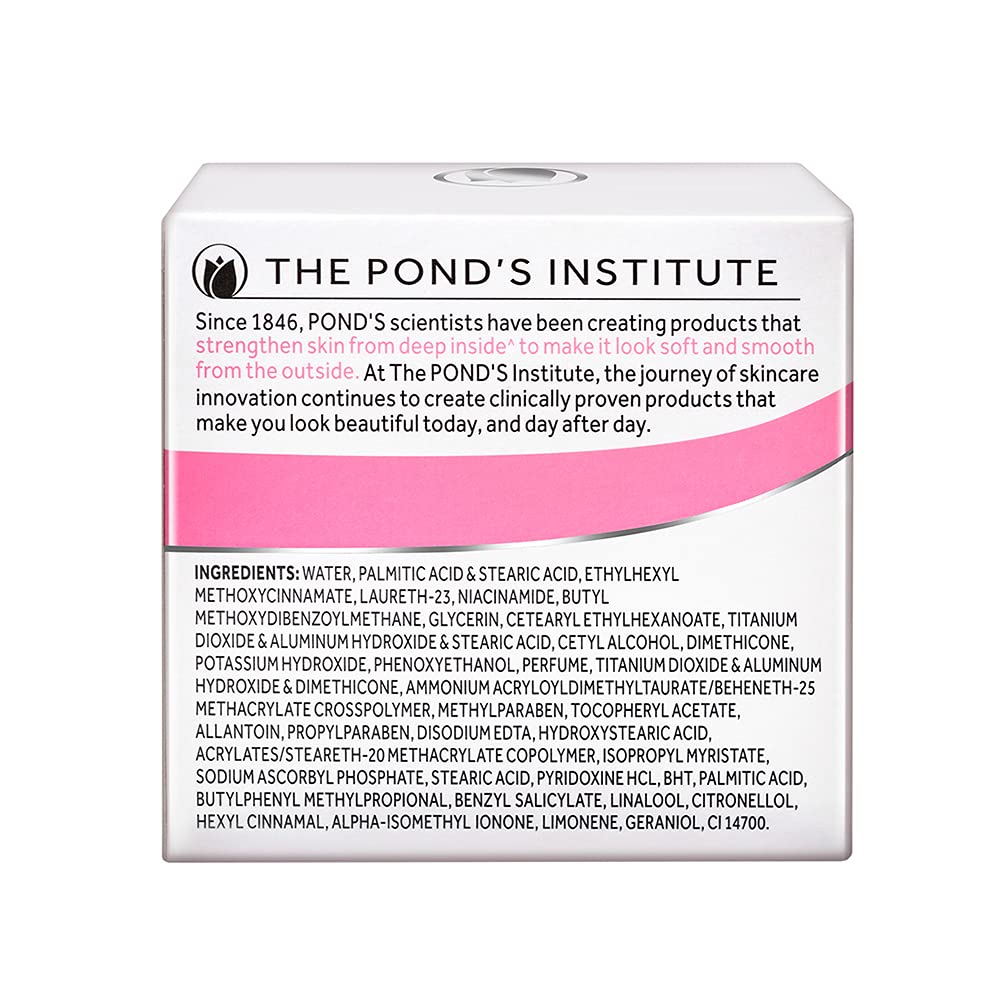 THE POND'S INSTITUTE
Since 1846, POND'S scientists have been creating products that
strengthen skin from deep inside^ to make it look soft and smooth
from the outside. At The POND'S Institute, the journey of skincare
innovation continues to create clinically proven products that
make you look beautiful today, and day after day.
INGREDIENTS: WATER, PALMITIC ACID & STEARIC ACID, ETHYLHEXYL
METHOXYCINNAMATE, LAURETH-23, NIACINAMIDE, BUTYL
METHOXYDIBENZOYLMETHANE, GLYCERIN, CETEARYL ETHYLHEXANOATE, TITANIUM
DIOXIDE & ALUMINUM HYDROXIDE & STEARIC ACID, CETYL ALCOHOL, DIMETHICONE,
POTASSIUM HYDROXIDE, PHENOXYETHANOL, PERFUME, TITANIUM DIOXIDE & ALUMINUM
HYDROXIDE & DIMETHICONE, AMMONIUM ACRYLOYLDIMETHYLTAURATE/BEHENETH-25
METHACRYLATE CROSSPOLYMER, METHYLPARABEN, TOCOPHERYL ACETATE,
ALLANTOIN, PROPYLPARABEN, DISODIUM EDTA, HYDROXYSTEARIC ACID,
ACRYLATES/STEARETH-20 METHACRYLATE COPOLYMER, ISOPROPYL MYRISTATE,
SODIUM ASCORBYL PHOSPHATE, STEARIC ACID, PYRIDOXINE HCL, BHT, PALMITIC ACID,
BUTYLPHENYL METHYLPROPIONAL, BENZYL SALICYLATE, LINALOOL, CITRONELLOL,
HEXYL CINNAMAL, ALPHA-ISOMETHYL IONONE, LIMONENE, GERANIOL, CI 14700.